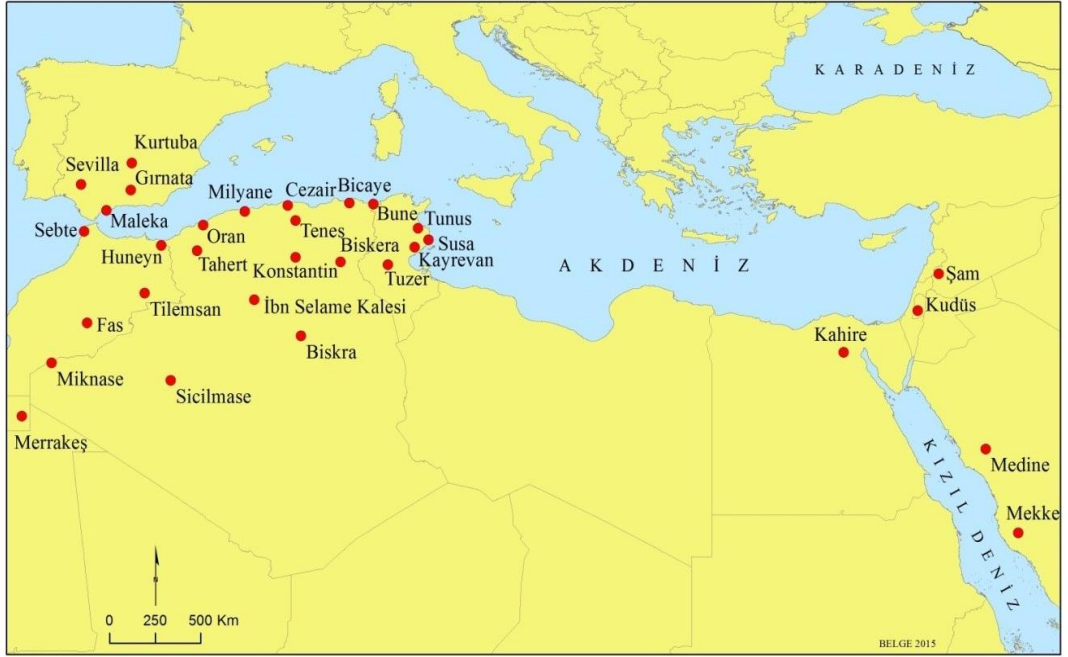 KARADENİZ
Kurtuba
Sevilla
Gırnata
Milyane
Cezair
Bicaye
Maleka
Bune
Tunus
Sebte
Oran
Tenes
Biskera
Susa
Huneyn
Tahert
Konstantin
Kayrevan
Tuzer
AKDENİZ
Şam
Tilemsan
İbn Selame Kalesi
Kudüs
Fas
Kahire
Biskra
Miknase
Sicilmase
Merrakeş
KIZIL DENİZ
Medine
Mekke
0 250 500 Km
BELGE 2015